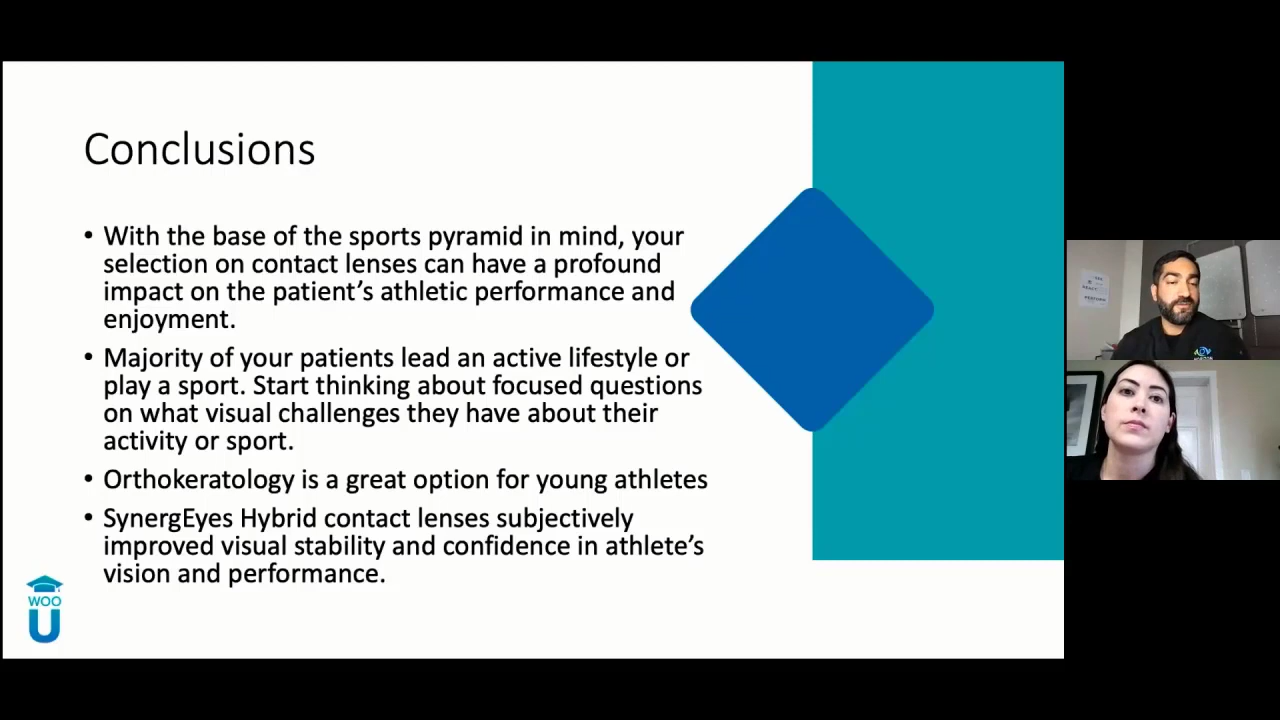 Conclusions
• With the base of the sports pyramid in mind, your
selection on contact lenses can have a profound
impact on the patient’s athletic performance and
enjoyment.
• Majority of your patients lead an active lifestyle or
play a sport. Start thinking about focused questions
on what visual challenges they have about their
activity or sport.
• Orthokeratology is a great option for young athletes
• SynergEyes Hybrid contact lenses subjectively
improved visual stability and confidence in athlete’s
vision and performance.
WOO
U